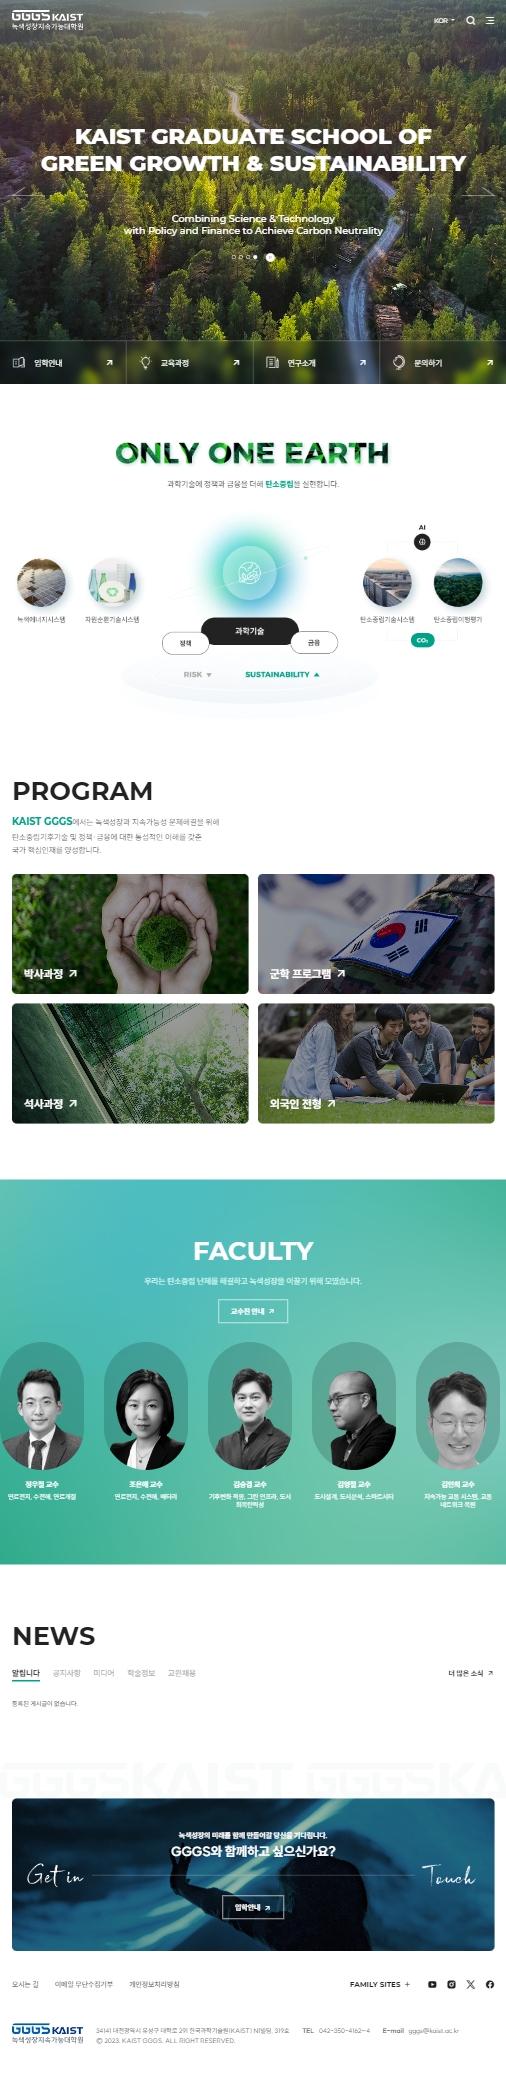 GGGS KAIST
녹색성장지속가능대학원
KOR
KAIST GRADUATE SCHOOL OF
GREEN GROWTH & SUSTAINABILITY
Combining Science & Technology
with Policy and Finance to Achieve Carbon Neutrality
입학안내
교육과정
연구소개
문의하기
ONLY ONE EARTH
과학기술에 정책과 금융을 더해 탄소중립을 실현합니다.
AI
녹색에너지시스템
자원순환기술시스템
탄소중립기술시스템
탄소중립이행평가
과학기술
정책
금융
CO₂
RISK
SUSTAINABILITY
PROGRAM
KAIST GGGS에서는 녹색성장과 지속가능성 문제해결을 위해
탄소중립기후기술 및 정책·금융에 대한 통섭적인 이해를 갖춘
국가 핵심인재를 양성합니다.
박사과정
군학 프로그램
석사과정
외국인 전형
FACULTY
우리는 탄소중립 난제를 해결하고 녹색성장을 이끌기 위해 모였습니다.
교수진 안내
정우철 교수
조은애 교수
김승겸 교수
김영철 교수
김인희 교수
연료전지, 수전해, 연료개질
연료전지, 수전해, 배터리
기후변화 적응, 그린 인프라, 도시
회복탄력성
도시설계, 도시분석, 스마트시티
지속가능 교통 시스템, 교통
네트워크 복원
NEWS
알립니다
공지사항
미디어
학술정보
교원채용
더 많은 소식
등록된 게시글이 없습니다.
GGGSKAIST GGGSKA
녹색성장의 미래를 함께 만들어갈 당신을 기다립니다.
GGGS와 함께하고 싶으신가요?
Get in
Touch
입학안내
오시는 길
이메일 무단수집거부
개인정보처리방침
FAMILY SITES +
GGGS KAIST
녹색성장지속가능대학원
34141 대전광역시 유성구 대학로 291 한국과학기술원(KAIST) N1빌딩, 319호
TEL 042-350-4162~4
E-mail gggs@kaist.ac.kr
© 2023. KAIST GGGS. ALL RIGHT RESERVED.